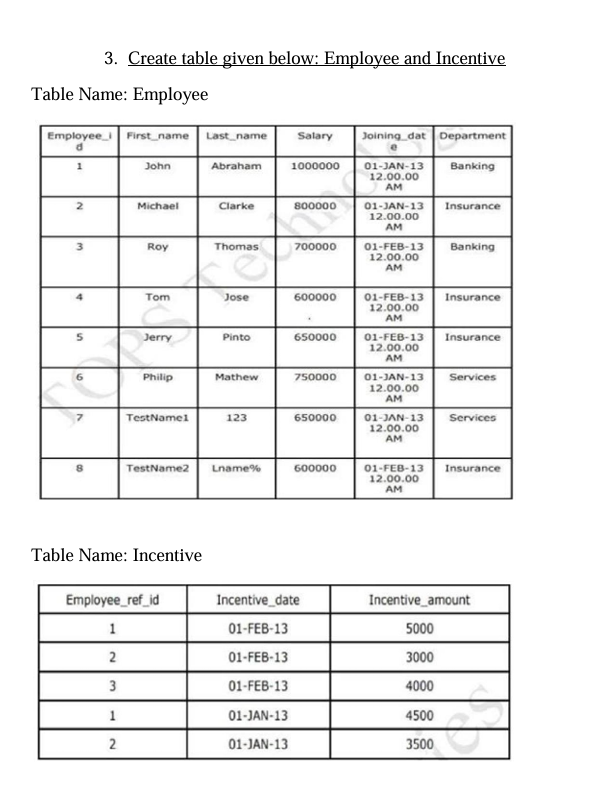 3. Create table given below: Employee and Incentive
Table Name: Employee
Employee_i
d First_name Last_name Salary Joining_dat
e Department
1 John Abraham 1000000 01-JAN-13
12.00.00
AM Banking
2 Michael Clarke 800000 01-JAN-13
12.00.00
AM Insurance
3 Roy Thomas 700000 01-FEB-13
12.00.00
AM Banking
4 Tom Jose 600000 01-FEB-13
12.00.00
AM Insurance
5 Jerry Pinto 650000 01-FEB-13
12.00.00
AM Insurance
6 Philip Mathew 750000 01-JAN-13
12.00.00
AM Services
7 TestName1 123 650000 01-JAN-13
12.00.00
AM Services
8 TestName2 Lname% 600000 01-FEB-13
12.00.00
AM Insurance
TOPS Technolog
Table Name: Incentive
Employee_ref_id Incentive_date Incentive_amount
1 01-FEB-13 5000
2 01-FEB-13 3000
3 01-FEB-13 4000
1 01-JAN-13 4500
2 01-JAN-13 3500
ies